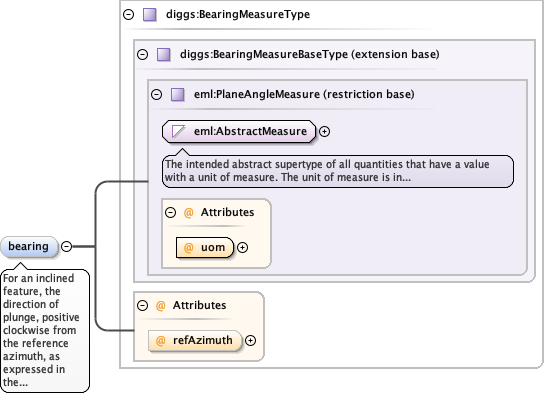 diggs:BearingMeasureType
diggs:BearingMeasureBaseType (extension base)
eml:PlaneAngleMeasure (restriction base)
eml:AbstractMeasure
The intended abstract supertype of all quantities that have a value
with a unit of measure. The unit of measure is in...
@ Attributes
@ uom
bearing
For an inclined
feature, the
direction of
plunge, positive
clockwise from
the reference
azimuth, as
expressed in
the...
@ Attributes
@ refAzimuth